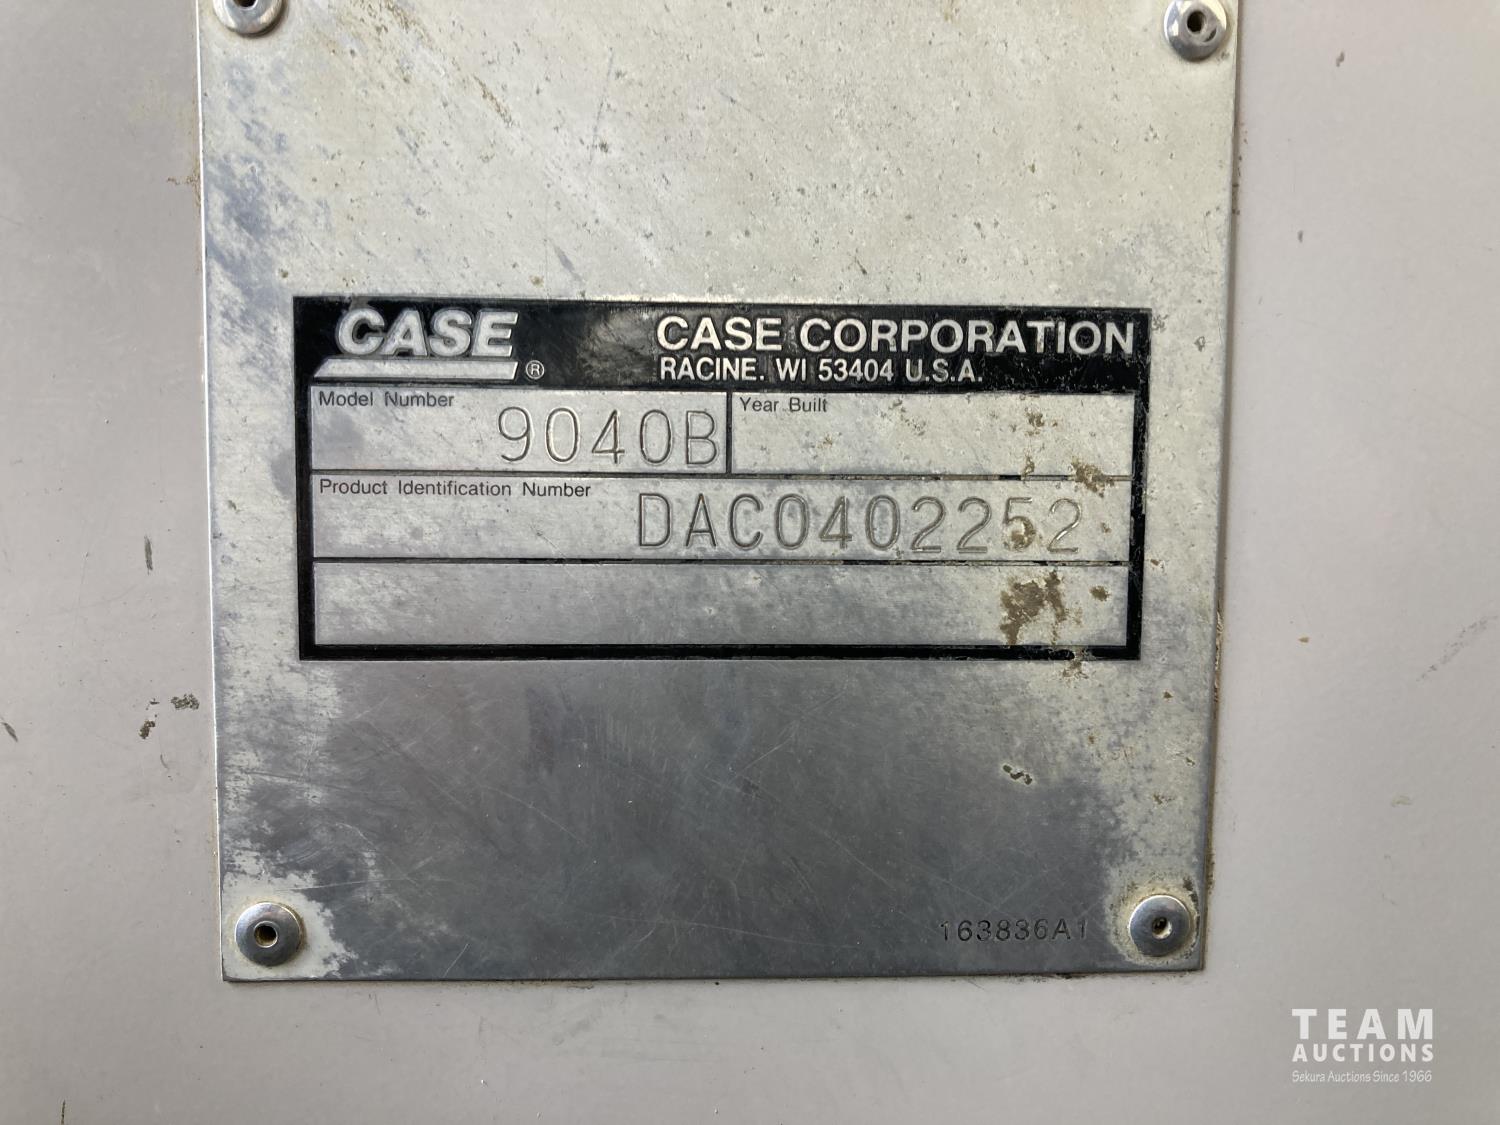 CASE ®
CASE CORPORATION
RACINE. WI 53404 U.S.A.
Model Number 9040B
Year Built
Product Identification Number DAC0402252
163836A1
TEAM
AUCTIONS
Sekura Auctions Since 1966